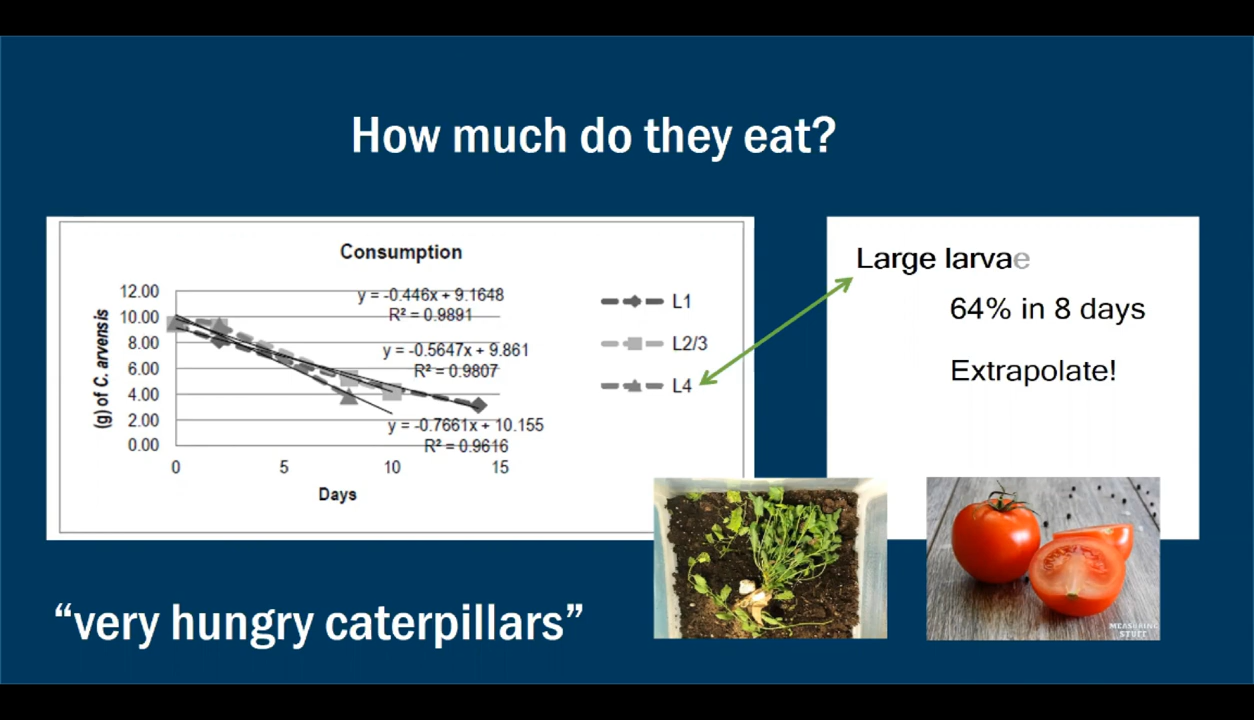 How much do they eat?
Consumption
(g) of C. arvensis
12.00
10.00
8.00
6.00
4.00
2.00
0.00
0
5
10
15
Days
y = -0.446x + 9.1648
R² = 0.9891
y = -0.5647x + 9.861
R² = 0.9807
y = -0.7661x + 10.155
R² = 0.9616
L1
L2/3
L4
Large larvae
64% in 8 days
Extrapolate!
"very hungry caterpillars"
MEASURING
STUFF